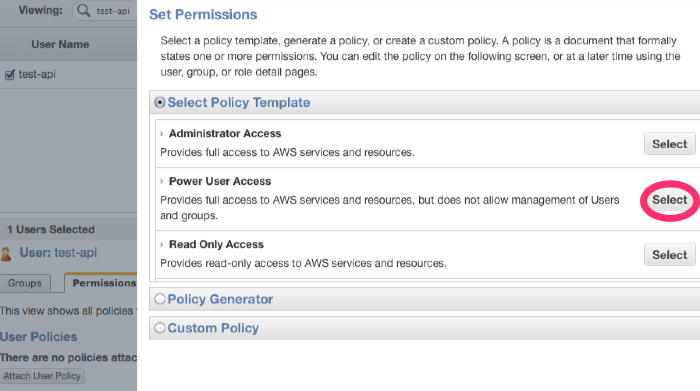 Viewing:
test-api
User Name
test-api
1 Users Selected
User: test-api
Groups
Permissions
This view shows all policies
User Policies
There are no policies attac
Attach User Policy
Set Permissions
Select a policy template, generate a policy, or create a custom policy. A policy is a document that formally
states one or more permissions. You can edit the policy on the following screen, or at a later time using the
user, group, or role detail pages.
Select Policy Template
Administrator Access
Provides full access to AWS services and resources.
Select
Power User Access
Provides full access to AWS services and resources, but does not allow management of Users
and groups.
Select
Read Only Access
Provides read-only access to AWS services and resources.
Select
Policy Generator
Custom Policy